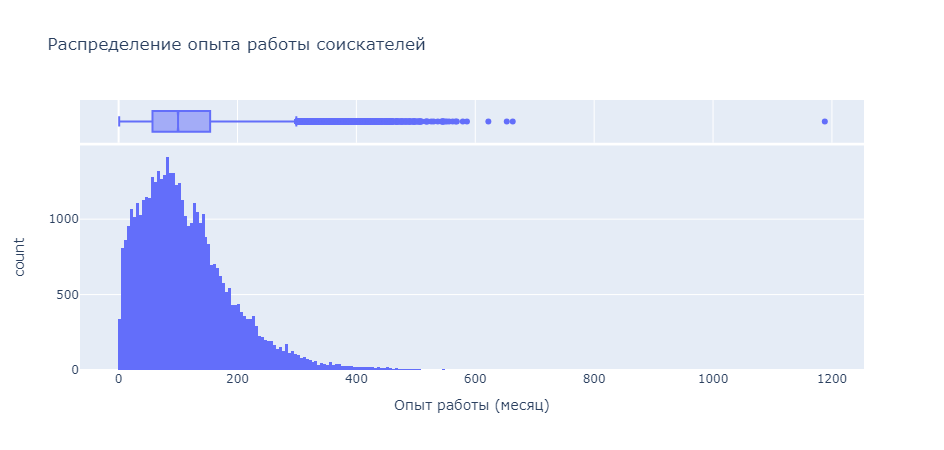 Распределение опыта работы соискателей
count
1000
500
0
0 200 400 600 800 1000 1200
Опыт работы (месяц)